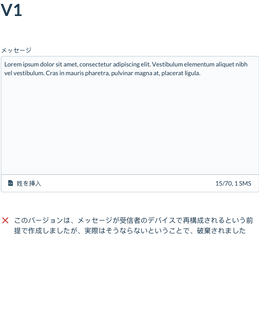 V1
メッセージ
Lorem ipsum dolor sit amet, consectetur adipiscing elit. Vestibulum elementum aliquet nibh
vel vestibulum. Cras in mauris pharetra, pulvinar magna at, placerat ligula.
姓を挿入
15/70, 1 SMS
このバージョンは、メッセージが受信者のデバイスで再構成されるという前
提で作成しましたが、実際はそうならないということで、破棄されました